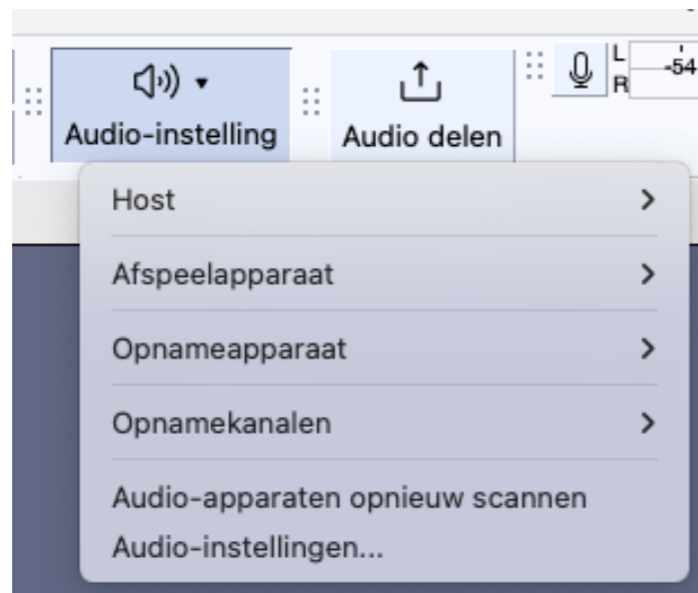 Audio-instelling
Audio delen
L
R
-54
Host
Afspeelapparaat
Opnameapparaat
Opnamekanalen
Audio-apparaten opnieuw scannen
Audio-instellingen...